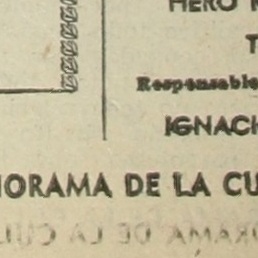 HERO
T
Responsable
IGNACI
NORAMA DE LA CU